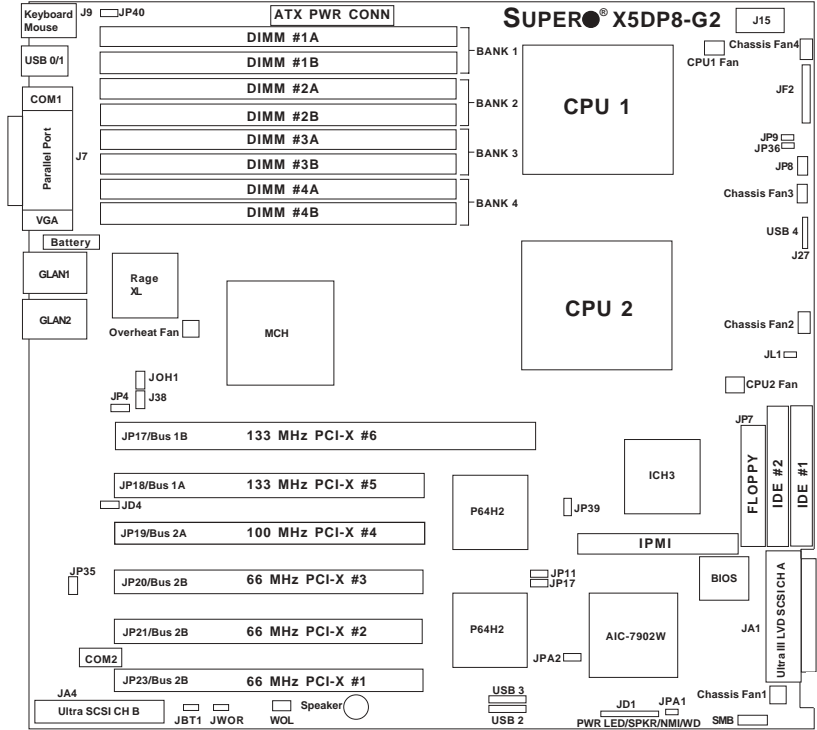 Keyboard
Mouse
J9
JP40
ATX PWR CONN
SUPER® X5DP8-G2
J15
USB 0/1
DIMM #1A
DIMM #1B
BANK 1
DIMM #2A
DIMM #2B
BANK 2
DIMM #3A
DIMM #3B
BANK 3
DIMM #4A
DIMM #4B
BANK 4
CPU1 Fan
Chassis Fan4
CPU 1
JF2
COM1
Parallel Port
J7
VGA
JP9
JP36
JP8
Chassis Fan3
USB 4
J27
Battery
GLAN1
GLAN2
Rage
XL
Overheat Fan
MCH
CPU 2
Chassis Fan2
JL1
CPU2 Fan
JOH1
JP4
J38
JP7
JP17/Bus 1B 133 MHz PCI-X #6
JP18/Bus 1A 133 MHz PCI-X #5
JD4
JP19/Bus 2A 100 MHz PCI-X #4
JP35
JP20/Bus 2B 66 MHz PCI-X #3
JP21/Bus 2B 66 MHz PCI-X #2
COM2
JP23/Bus 2B 66 MHz PCI-X #1
P64H2
P64H2
ICH3
JP39
FLOPPY
IDE #2
IDE #1
IPMI
JP11
JP17
BIOS
AIC-7902W
JPA2
JA1
Ultra III LVD SCSI CH A
JA4
Ultra SCSI CH B
JBT1
JWOR
WOL
Speaker
USB 3
USB 2
JD1
JPA1
PWR LED/SPKR/NMI/WD
Chassis Fan1
SMB